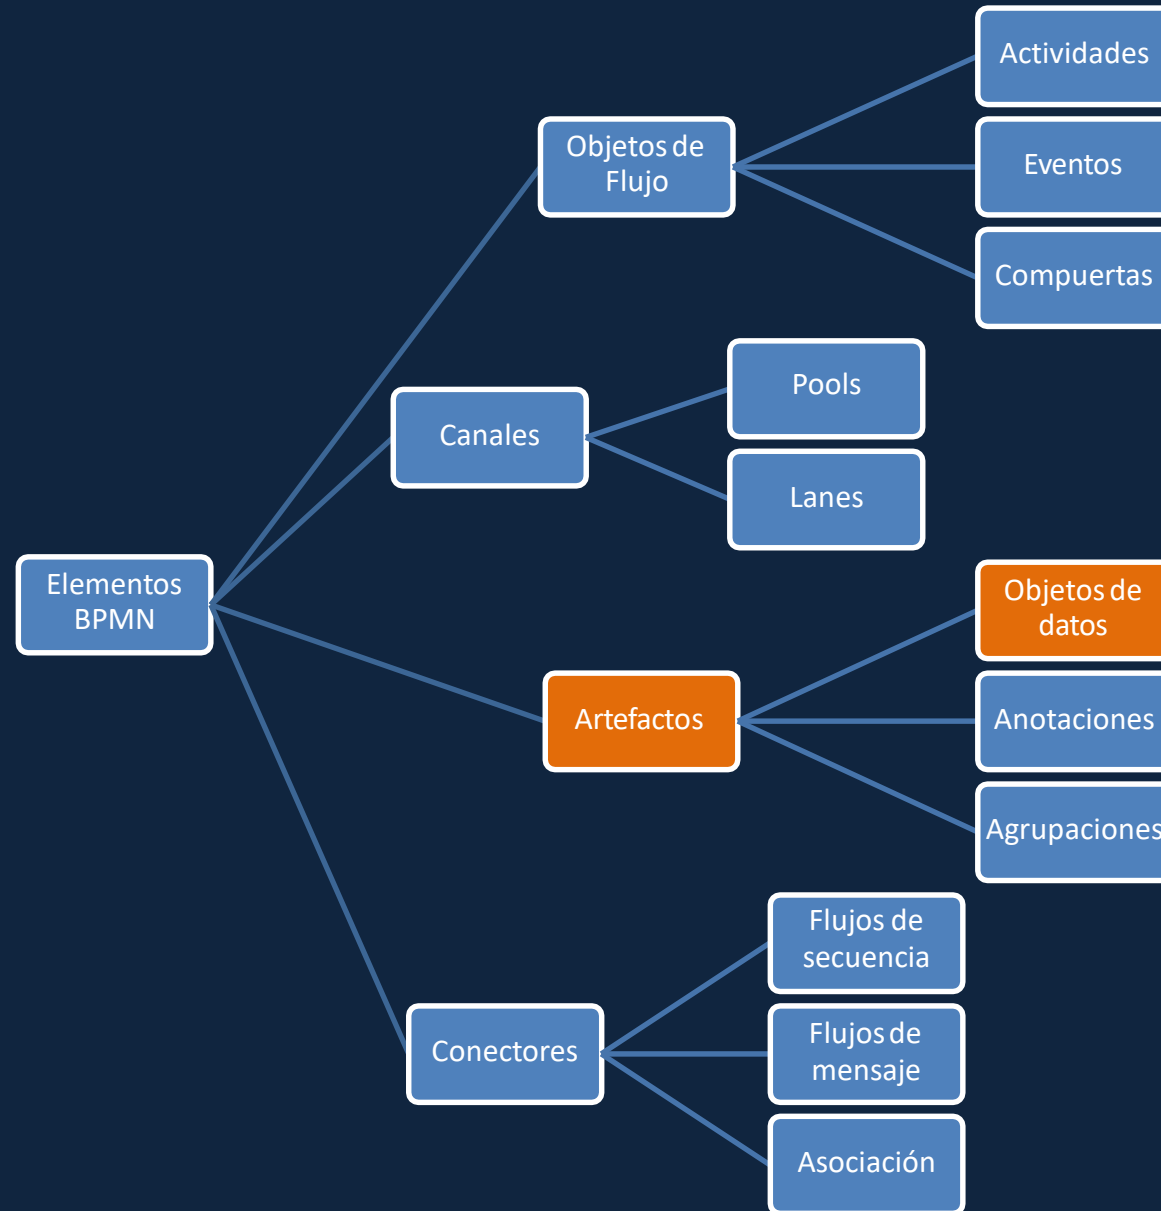 Actividades
Objetos de
Flujo
Eventos
Compuertas
Pools
Canales
Lanes
Elementos
BPMN
Objetos de
datos
Artefactos
Anotaciones
Agrupaciones
Flujos de
secuencia
Conectores
Flujos de
mensaje
Asociación